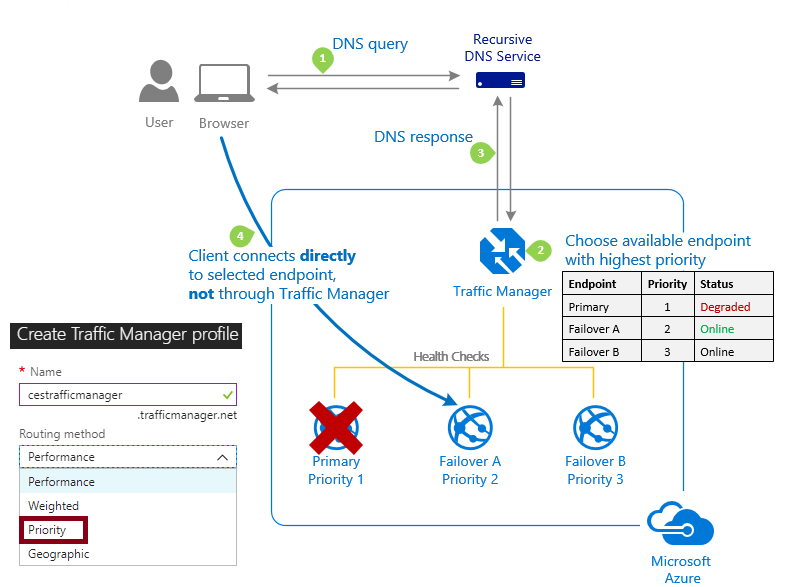 DNS query
1
Recursive
DNS Service
User
Browser
DNS response
3
4
Client connects directly
to selected endpoint,
not through Traffic Manager
2
Choose available endpoint
with highest priority
Traffic Manager
Endpoint Priority Status
Primary 1 Degraded
Failover A 2 Online
Failover B 3 Online
Health Checks
Primary
Priority 1
Failover A
Priority 2
Failover B
Priority 3
Microsoft
Azure
Create Traffic Manager profile
* Name
cestrafficmanager
.trafficmanager.net
Routing method
Performance
Performance
Weighted
Priority
Geographic